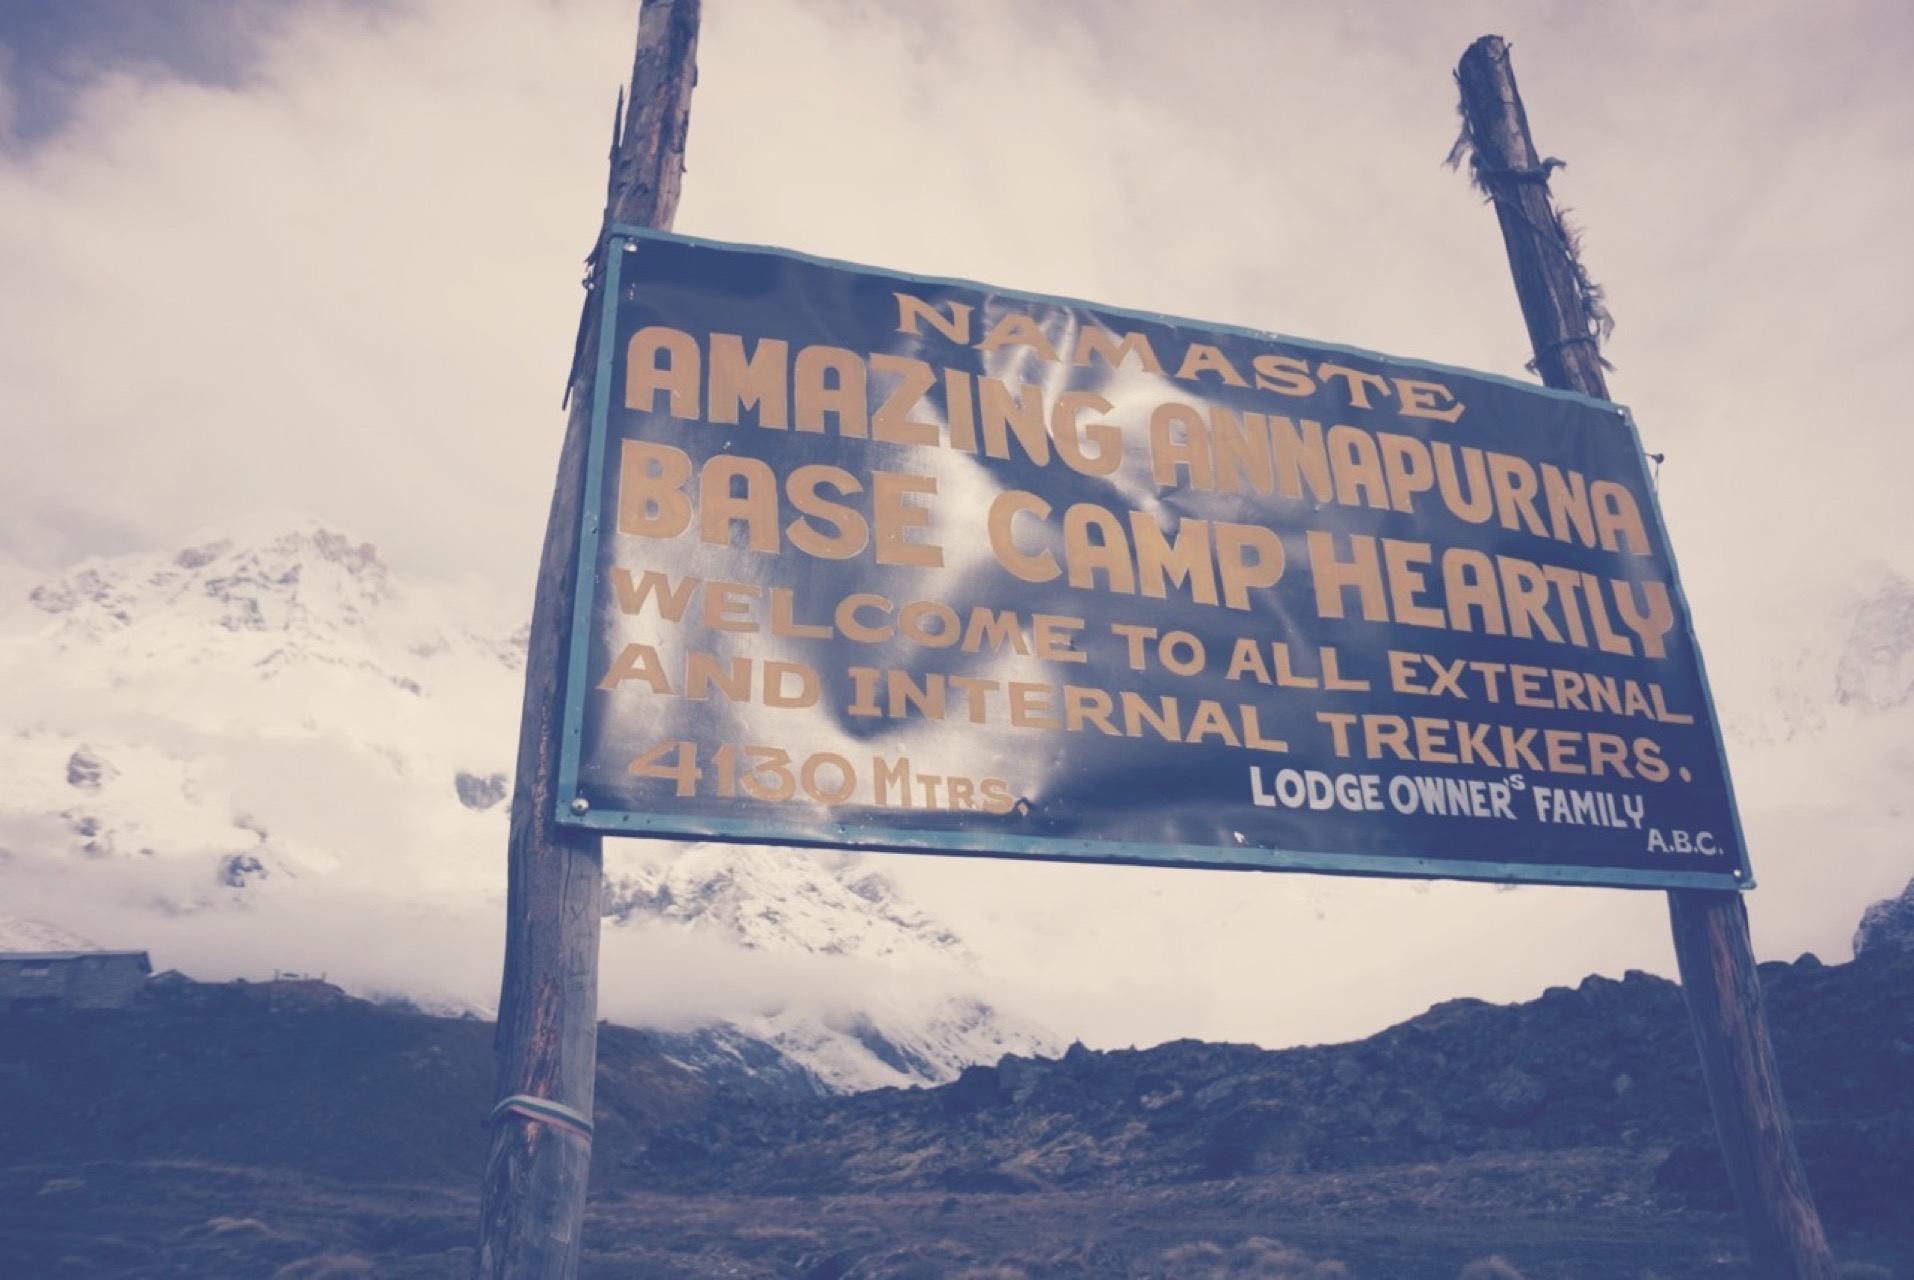 NAMASTE
AMAZING ANNAPURNA
BASE CAMP HEARTLY
WELCOME TO ALL EXTERNAL
AND INTERNAL TREKKERS.
4130 MTRS.
LODGE OWNER'S FAMILY
A.B.C.